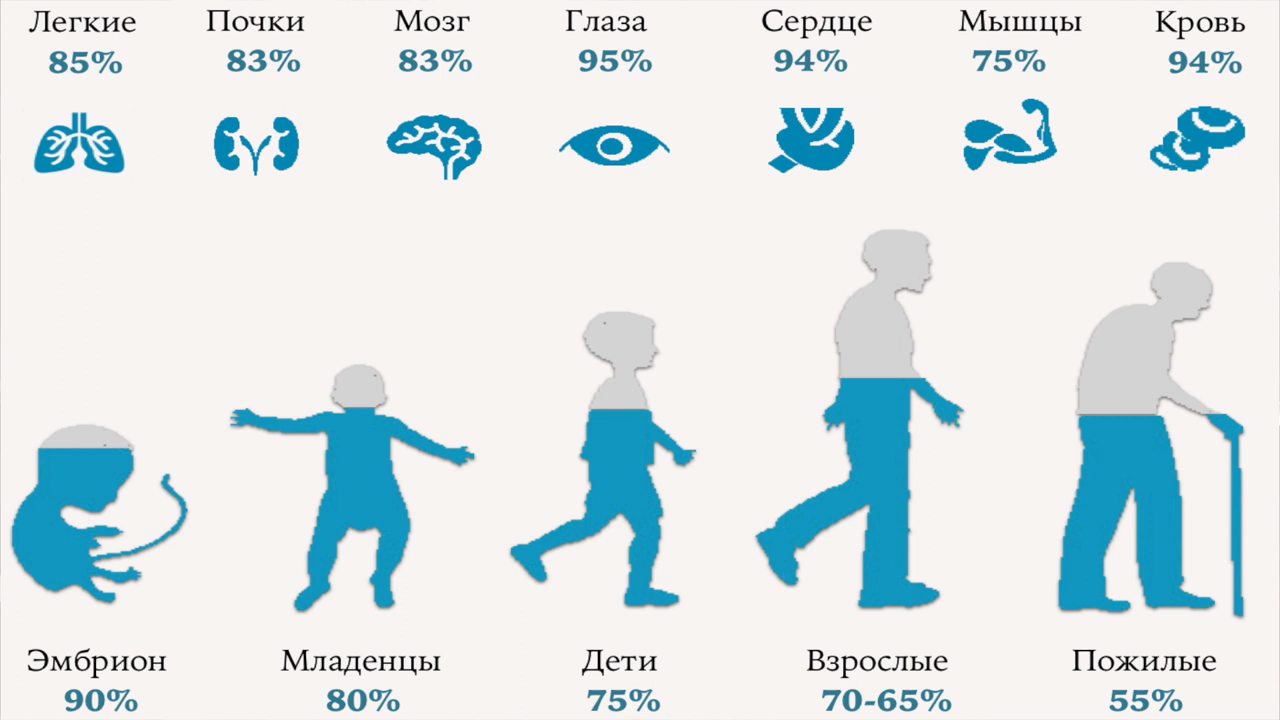 Легкие
85%
Почки
83%
Мозг
83%
Глаза
95%
Сердце
94%
Мышцы
75%
Кровь
94%
Эмбрион
90%
Младенцы
80%
Дети
75%
Взрослые
70-65%
Пожилые
55%